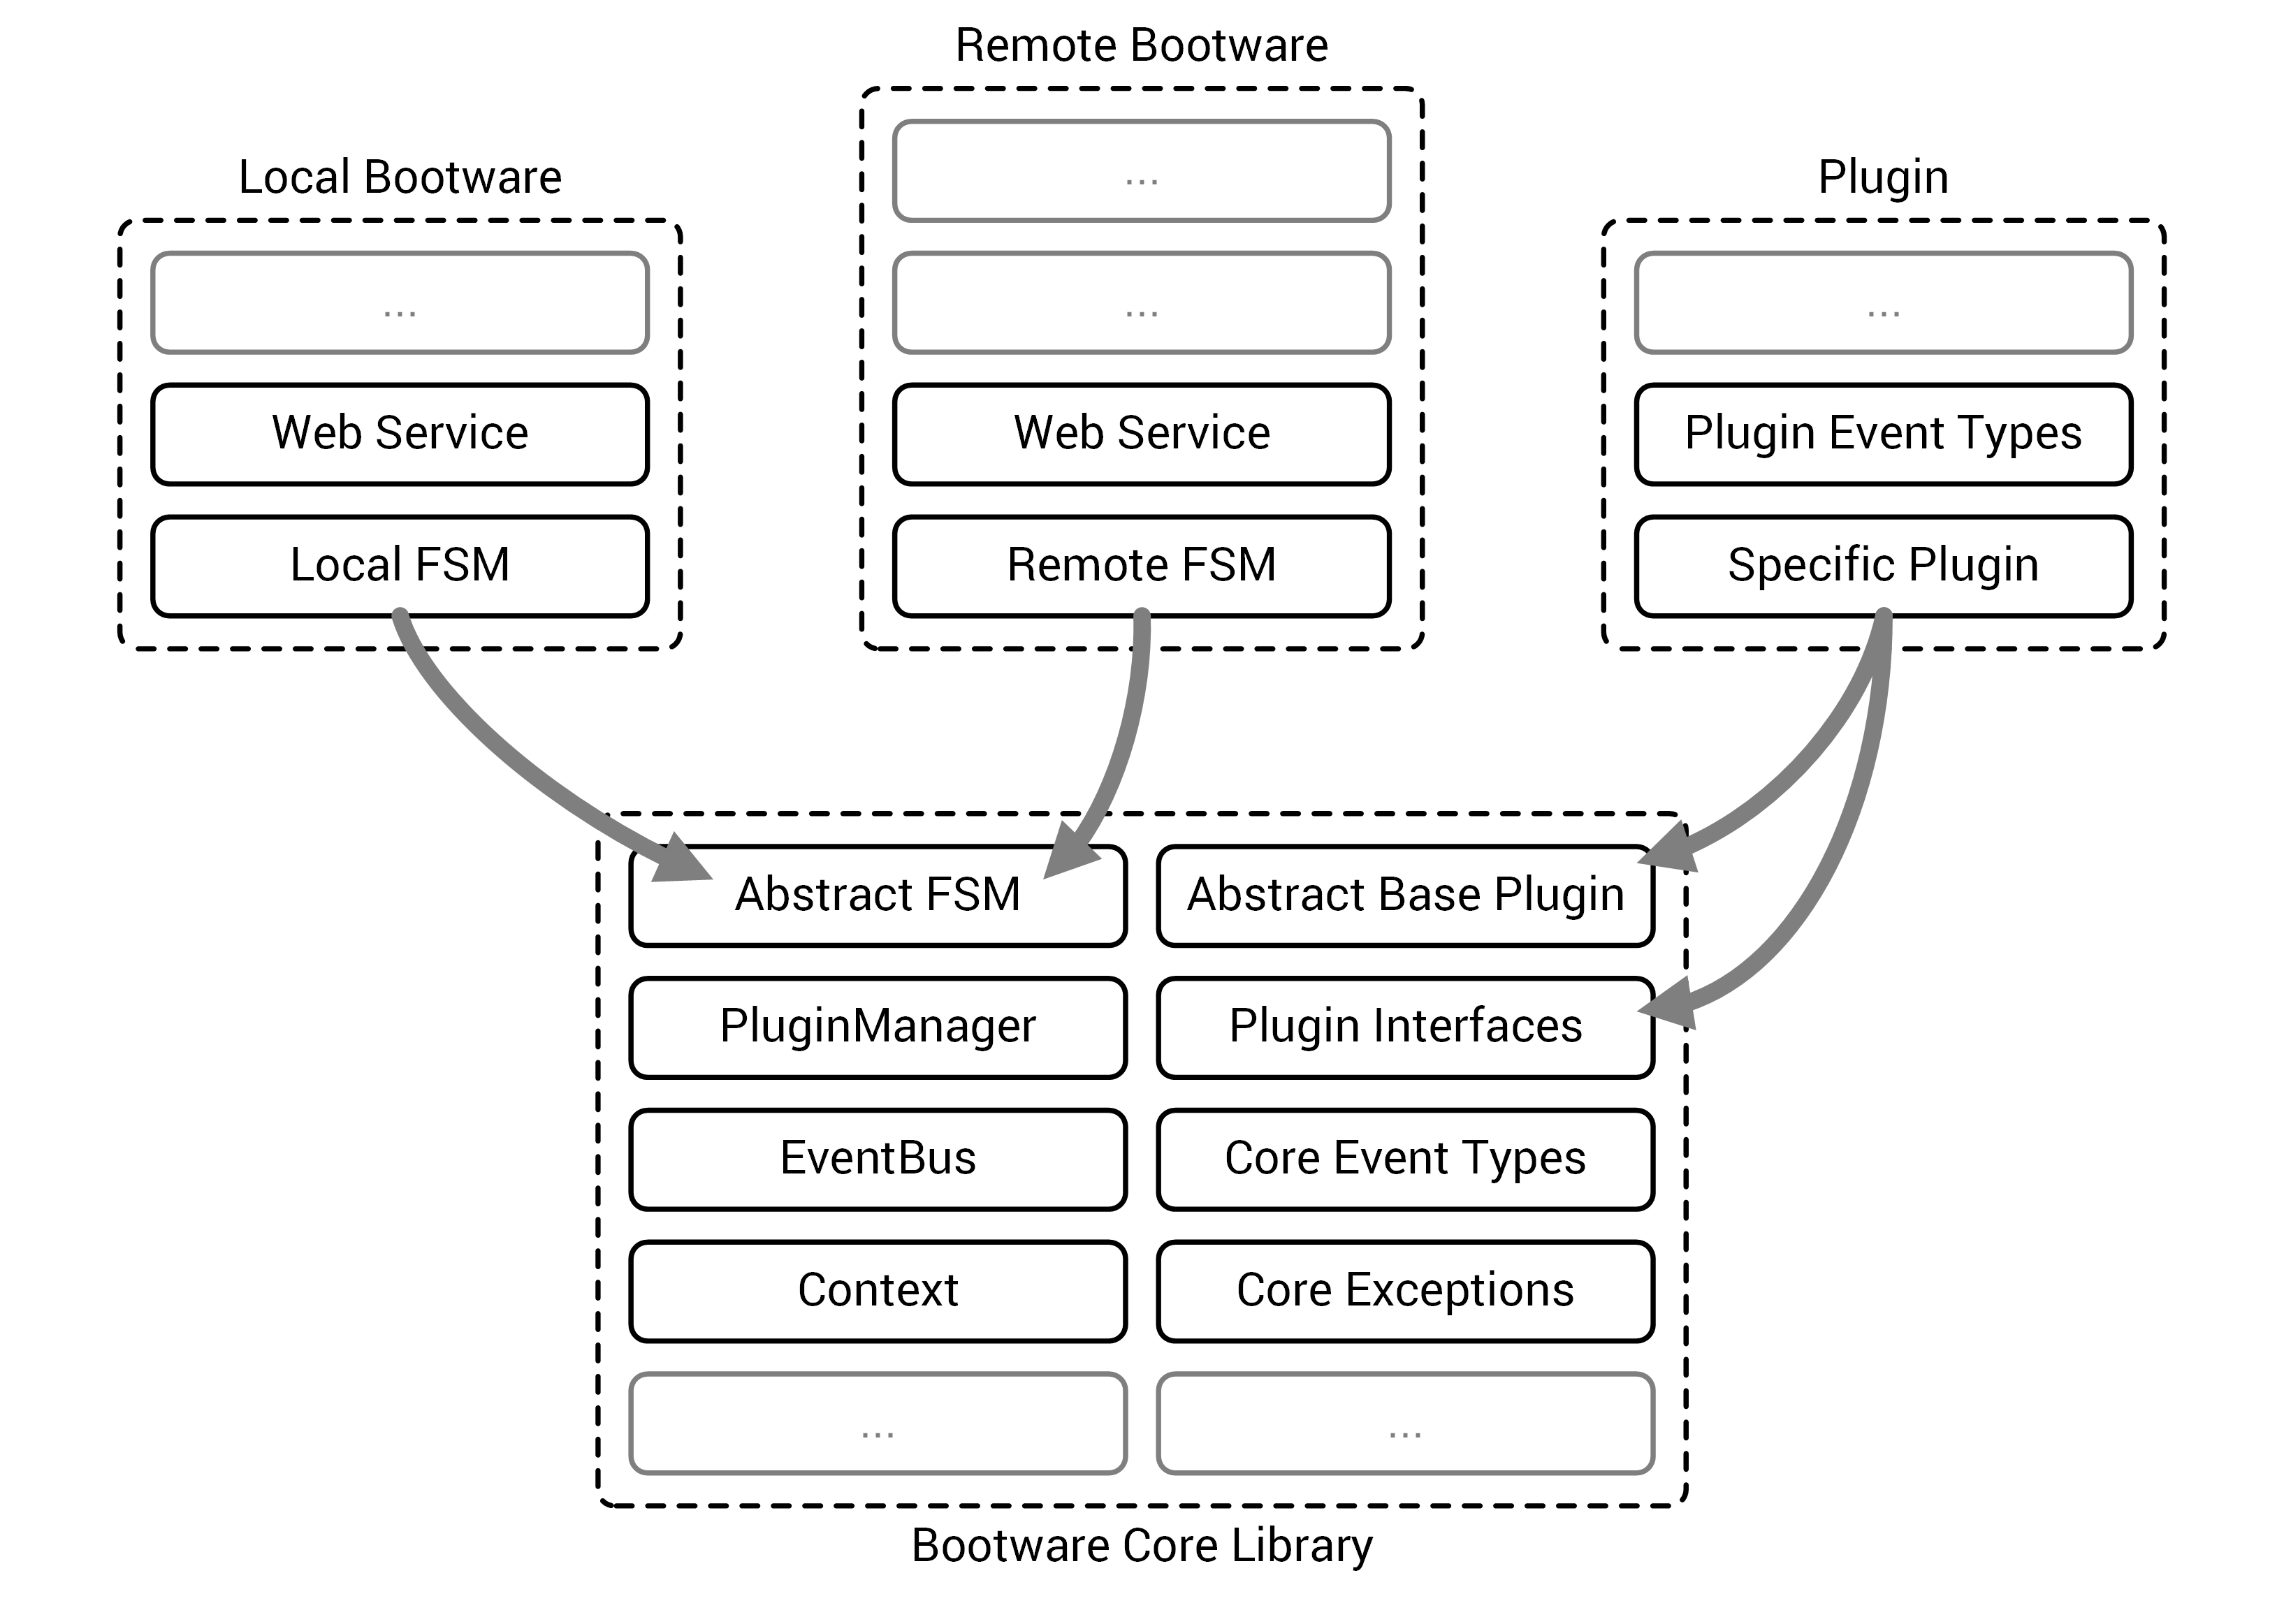 Remote Bootware
...
...
Web Service
Remote FSM
Local Bootware
...
Web Service
Local FSM
Plugin
...
Plugin Event Types
Specific Plugin
Abstract FSM
Abstract Base Plugin
PluginManager
Plugin Interfaces
EventBus
Core Event Types
Context
Core Exceptions
...
...
Bootware Core Library